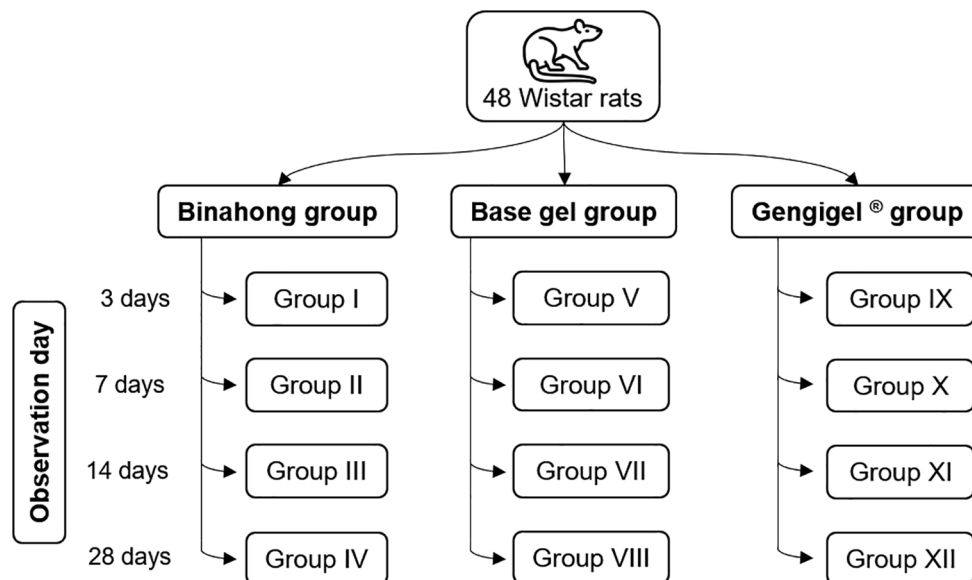 48 Wistar rats
Binahong group
Base gel group
Gengigel ® group
Observation day
3 days
Group I
Group V
Group IX
7 days
Group II
Group VI
Group X
14 days
Group III
Group VII
Group XI
28 days
Group IV
Group VIII
Group XII